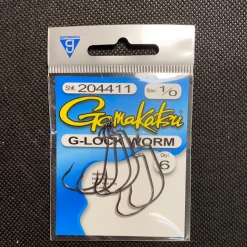 Stk. 204411 Size: 1/0
Gamakatsu
G-LOCK WORM
Qty:
6